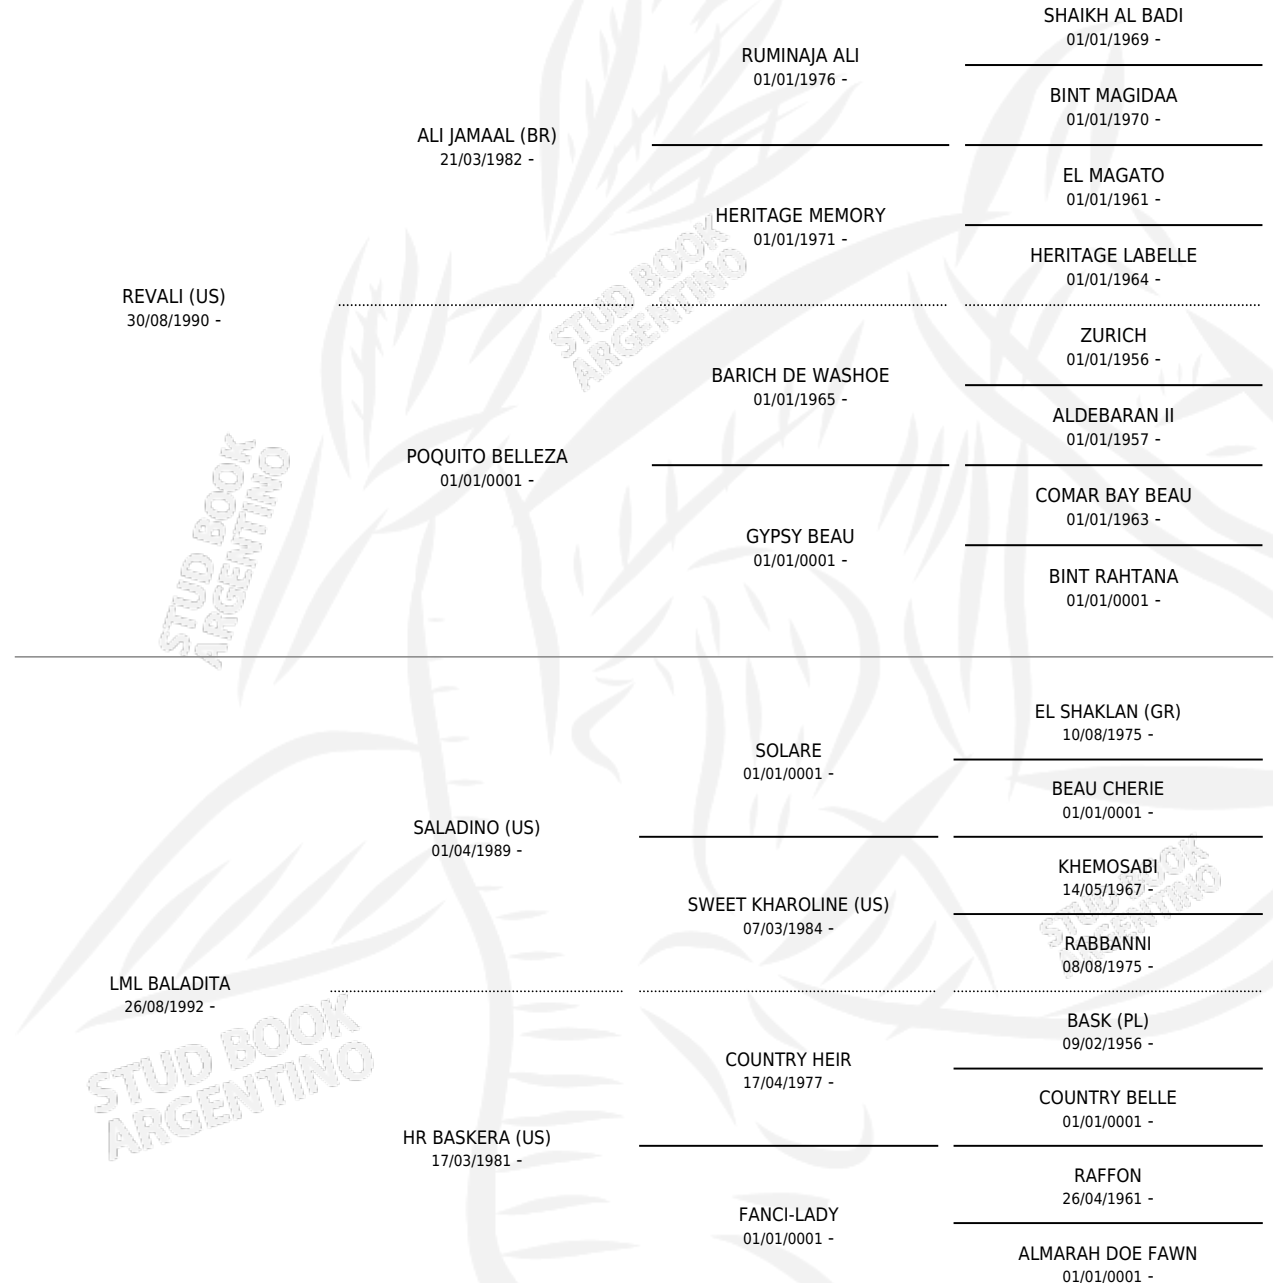 SHAIKH AL BADI
01/01/1969 -
RUMINAJA ALI
01/01/1976 -
BINT MAGIDAA
01/01/1970 -
ALI JAMAAL (BR)
21/03/1982 -
EL MAGATO
01/01/1961 -
HERITAGE MEMORY
01/01/1971 -
HERITAGE LABELLE
01/01/1964 -
REVALI (US)
30/08/1990 -
STUD BOOK
ARGENTINO
ZURICH
01/01/1956 -
BARICH DE WASHOE
01/01/1965 -
ALDEBARAN II
01/01/1957 -
POQUITO BELLEZA
01/01/0001 -
COMAR BAY BEAU
01/01/1963 -
GYPSY BEAU
01/01/0001 -
BINT RAHTANA
01/01/0001 -
STUD BOOK
ARGENTINO
EL SHAKLAN (GR)
10/08/1975 -
SOLARE
01/01/0001 -
BEAU CHERIE
01/01/0001 -
SALADINO (US)
01/04/1989 -
KHEMOSABI
14/05/1967 -
SWEET KHAROLINE (US)
07/03/1984 -
RABBANNI
08/08/1975 -
STUD BOOK
ARGENTINO
LML BALADITA
26/08/1992 -
BASK (PL)
09/02/1956 -
COUNTRY HEIR
17/04/1977 -
COUNTRY BELLE
01/01/0001 -
STUD BOOK
ARGENTINO
HR BASKERA (US)
17/03/1981 -
RAFFON
26/04/1961 -
FANCI-LADY
01/01/0001 -
ALMARAH DOE FAWN
01/01/0001 -